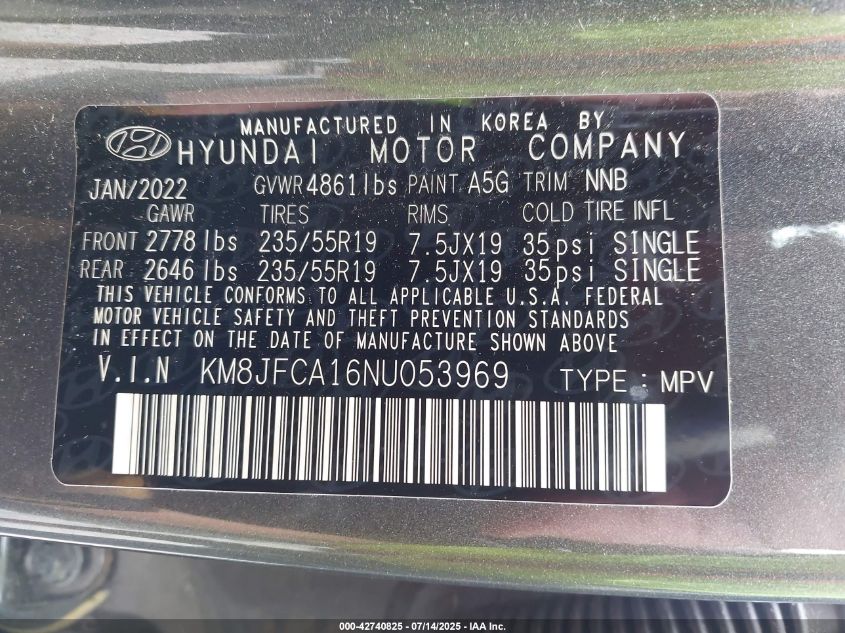 MANUFACTURED IN KOREA BY
HYUNDAI MOTOR COMPANY
JAN/2022 GVWR 4861lbs PAINT A5G TRIM NNB
GAWR TIRES RIMS COLD TIRE INFL
FRONT 2778 lbs 235/55R19 7.5JX19 35psi SINGLE
REAR 2646 lbs 235/55R19 7.5JX19 35psi SINGLE
THIS VEHICLE CONFORMS TO ALL APPLICABLE U.S.A. FEDERAL
MOTOR VEHICLE SAFETY AND THEFT PREVENTION STANDARDS
IN EFFECT ON THE DATE OF MANUFACTURE SHOWN ABOVE
V.I.N KM8JFCA16NU053969 TYPE : MPV
000-42740825 - 07/14/2025 - IAA Inc.